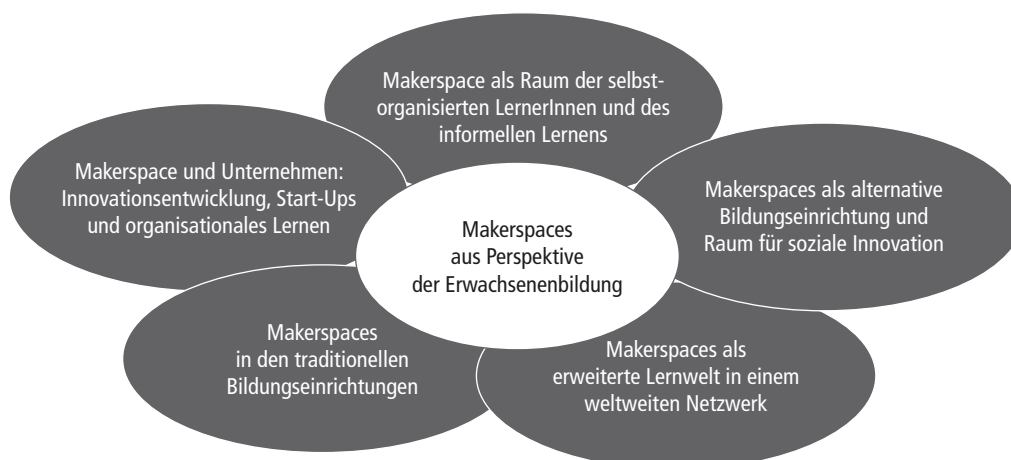 Makerspace als Raum der selbst-
organisierten LernerInnen und des
informellen Lernens
Makerspace und Unternehmen:
Innovationsentwicklung, Start-Ups
und organisationales Lernen
Makerspaces als alternative
Bildungseinrichtung und
Raum für soziale Innovation
Makerspaces
aus Perspektive
der Erwachsenenbildung
Makerspaces
in den traditionellen
Bildungseinrichtungen
Makerspaces als
erweiterte Lernwelt in einem
weltweiten Netzwerk